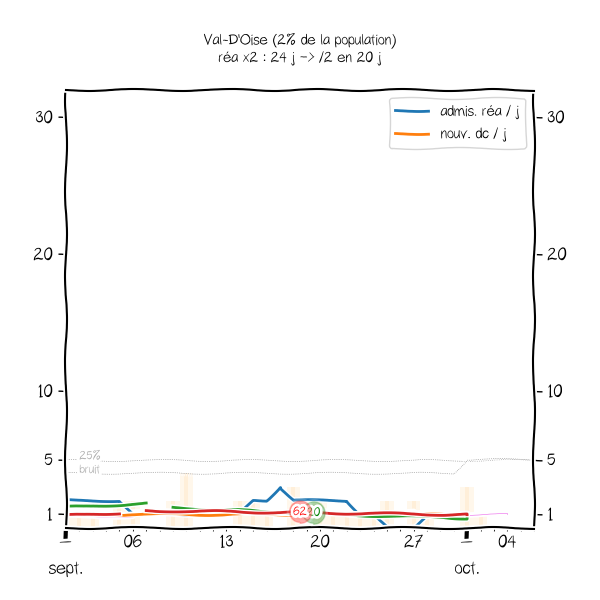 Val-D'Oise (2% de la population)
réa x2 : 24 j -> /2 en 20 j
admis. réa / j
nouv. dc / j
30 30
20 20
10 10
25%
5 5
bruit
1 1
62 20
06 13 20 27 04
sept. oct.